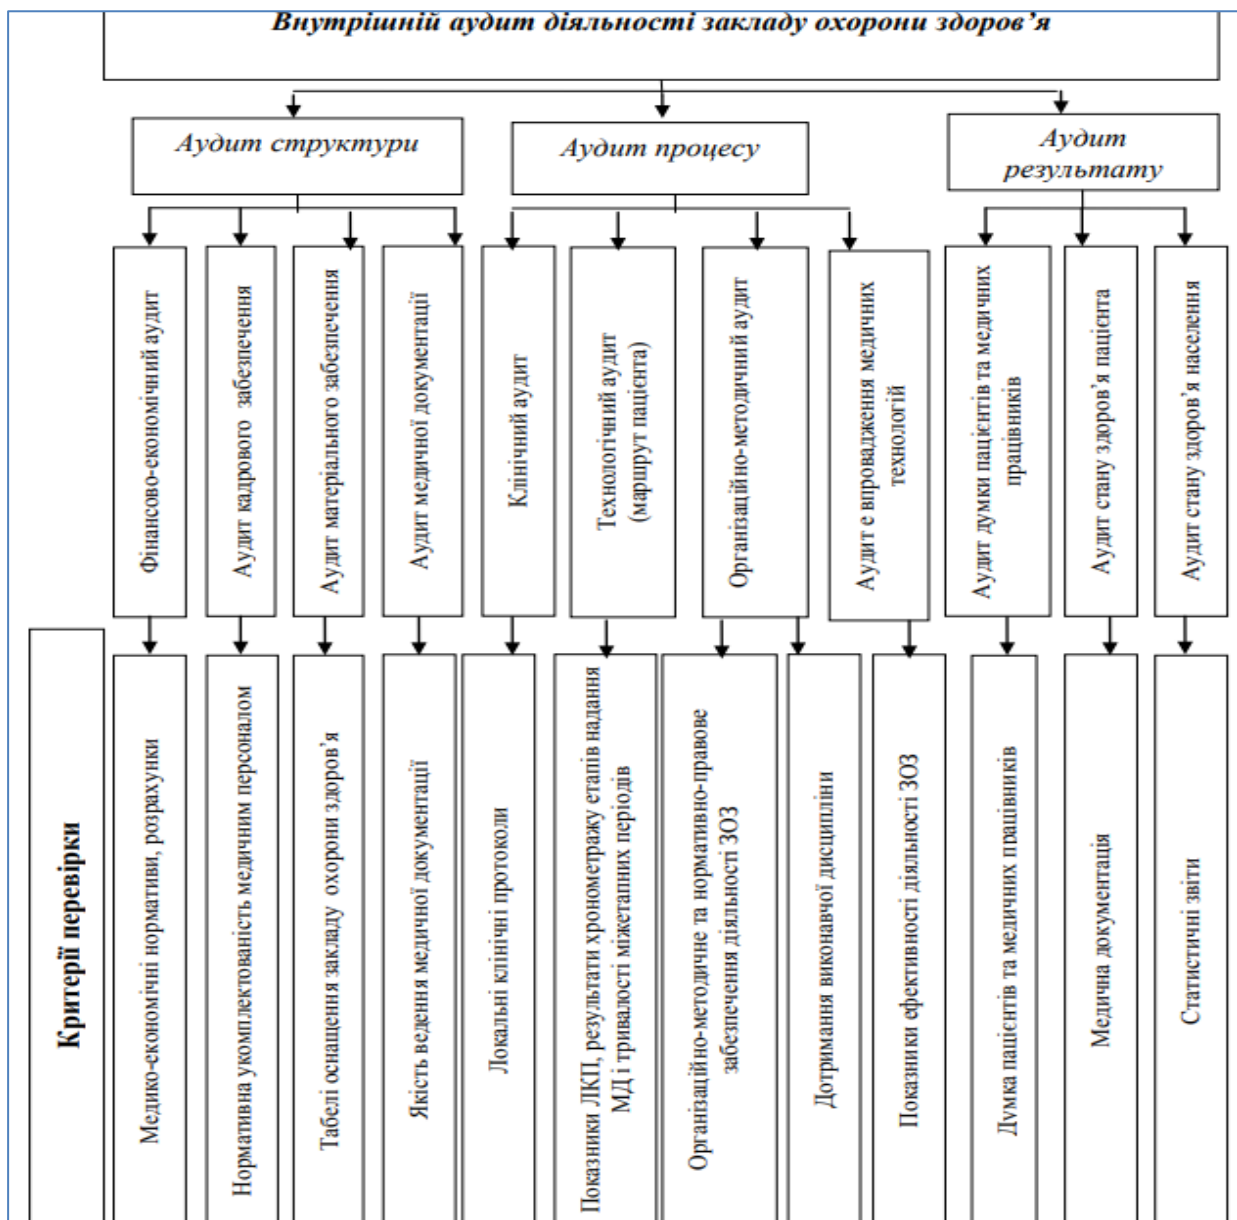 Внутрішній аудит діяльності закладу охорони здоров’я
Аудит структури
Аудит процесу
Аудит
результату
Фінансово-економічний аудит
Аудит кадрового забезпечення
Аудит матеріального забезпечення
Аудит медичної документації
Клінічний аудит
Технологічний аудит
(маршрут пацієнта)
Організаційно-методичний аудит
Аудит е впровадження медичних
технологій
Аудит думки пацієнтів та медичних
працівників
Аудит стану здоров’я пацієнта
Аудит стану здоров’я населення
Критерії перевірки
Медико-економічні нормативи, розрахунки
Нормативна укомплектованість медичним персоналом
Табелі оснащення закладу охорони здоров’я
Якість ведення медичної документації
Локальні клінічні протоколи
Показники ЛКП, результати хронометражу етапів надання
МД і тривалості міжетапних періодів
Організаційно-методичне та нормативно-правове
забезпечення діяльності ЗОЗ
Дотримання виконавчої дисципліни
Показники ефективності діяльності ЗОЗ
Думка пацієнтів та медичних працівників
Медична документація
Статистичні звіти